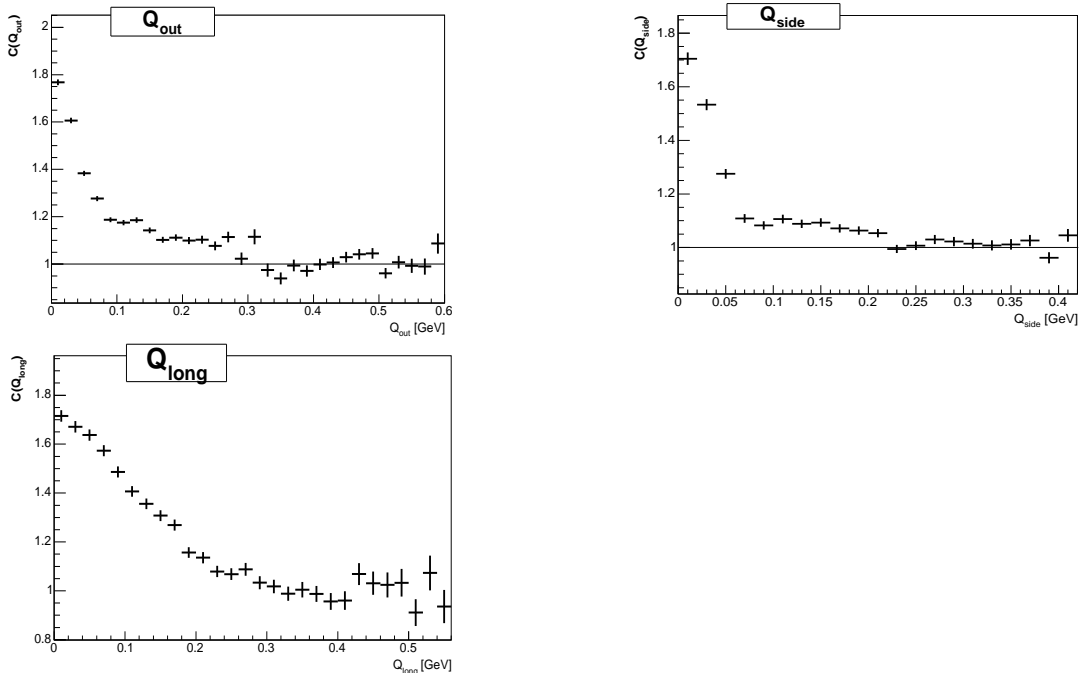 Q_out
C(Q_out)
2
1.8
1.6
1.4
1.2
1
0 0.1 0.2 0.3 0.4 0.5 0.6
Q_out [GeV]
Q_side
C(Q_side)
1.8
1.6
1.4
1.2
1
0 0.05 0.1 0.15 0.2 0.25 0.3 0.35 0.4
Q_side [GeV]
Q_long
C(Q_long)
1.8
1.6
1.4
1.2
1
0.8
0 0.1 0.2 0.3 0.4 0.5
Q_long [GeV]